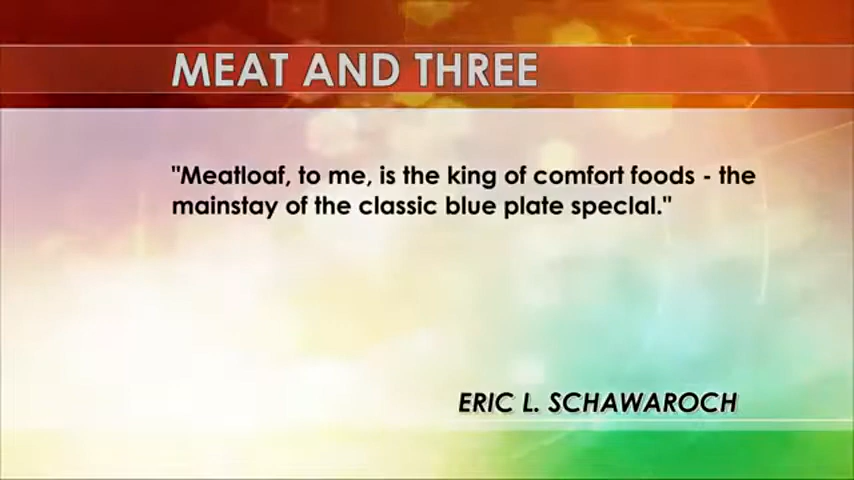 MEAT AND THREE
"Meatloaf, to me, is the king of comfort foods - the
mainstay of the classic blue plate speclal."
ERIC L. SCHAWAROCH